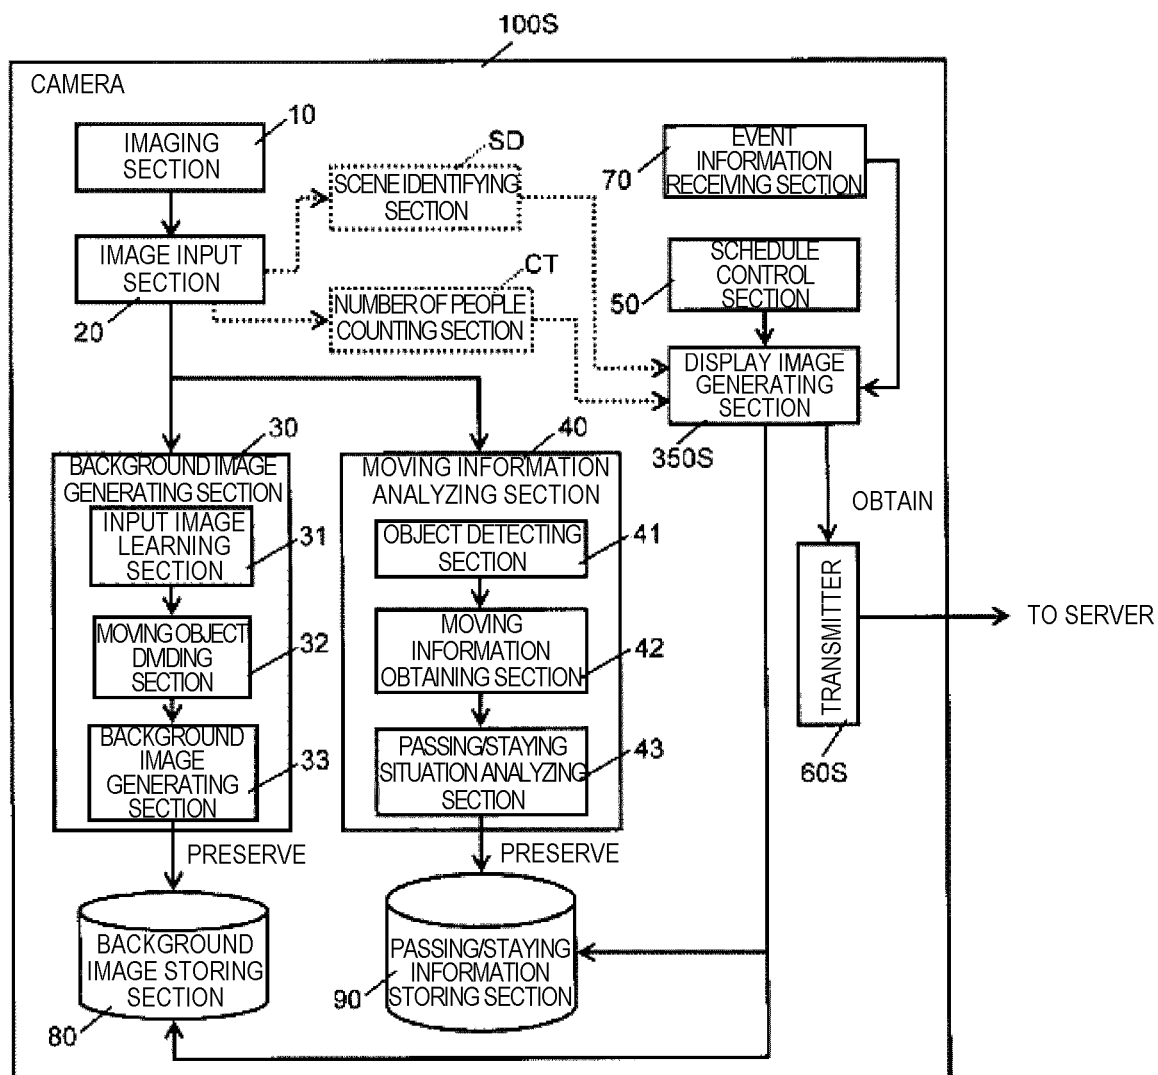 100S
CAMERA
10
IMAGING
SECTION
SD
SCENE IDENTIFYING
SECTION
EVENT
INFORMATION
RECEIVING SECTION
70
IMAGE INPUT
SECTION
20
CT
NUMBER OF PEOPLE
COUNTING SECTION
SCHEDULE
CONTROL
SECTION
50
DISPLAY IMAGE
GENERATING
SECTION
350S
30
BACKGROUND IMAGE
GENERATING SECTION
INPUT IMAGE
LEARNING
SECTION
31
MOVING OBJECT
DMDING
SECTION
32
BACKGROUND
IMAGE
GENERATING
SECTION
33
40
MOVING INFORMATION
ANALYZING SECTION
OBJECT DETECTING
SECTION
41
MOVING
INFORMATION
OBTAINING SECTION
42
PASSING/STAYING
SITUATION ANALYZING
SECTION
43
OBTAIN
TRANSMITTER
60S
TO SERVER
PRESERVE
PRESERVE
BACKGROUND
IMAGE STORING
SECTION
80
PASSING/STAYING
INFORMATION
STORING SECTION
90